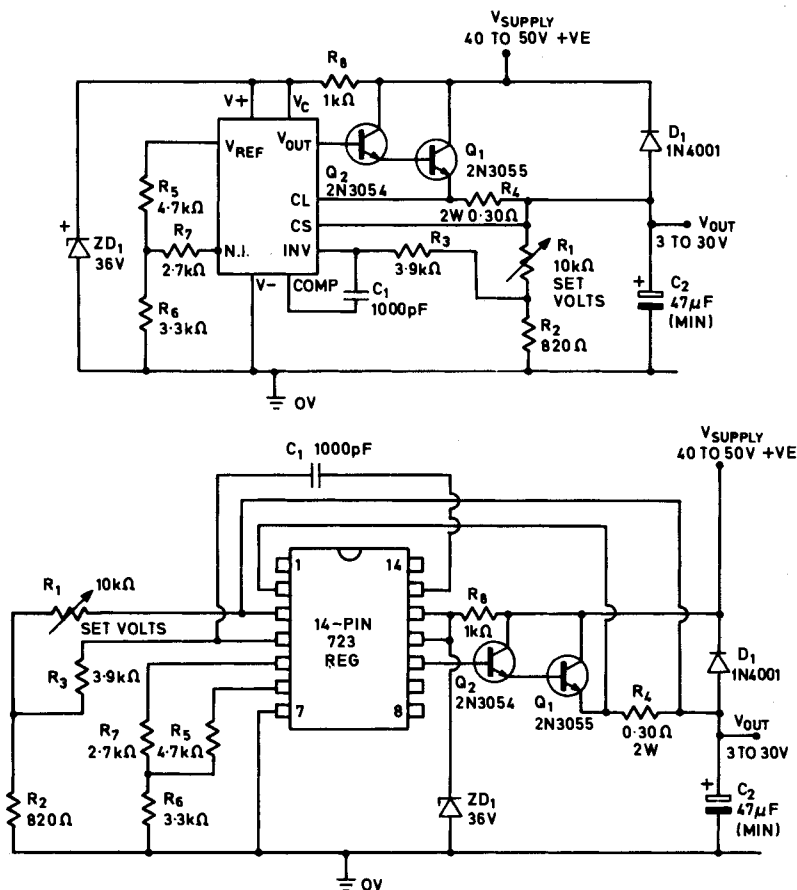 VSUPPLY
40 TO 50V +VE
R8
1kΩ
V+
VC
VREF
VOUT
D1
1N4001
Q1
2N3055
Q2
2N3054
R5
4.7kΩ
CL
R4
2W 0.30Ω
CS
R7
2.7kΩ
N.I.
INV
R3
3.9kΩ
R1
10kΩ
SET
VOLTS
VOUT
3 TO 30V
+
ZD1
36V
V-
COMP
C1
1000pF
R6
3.3kΩ
R2
820Ω
+
C2
47μF
(MIN)
0V
VSUPPLY
40 TO 50V +VE
C1 1000pF
1
14
R1
10kΩ
SET VOLTS
14-PIN
723
REG
R8
1kΩ
R3
3.9kΩ
Q2
2N3054
Q1
2N3055
D1
1N4001
R4
0.30Ω
2W
7
8
R7
2.7kΩ
R5
4.7kΩ
VOUT
3 TO 30V
R2
820Ω
R6
3.3kΩ
ZD1
36V
+
C2
47μF
(MIN)
0V